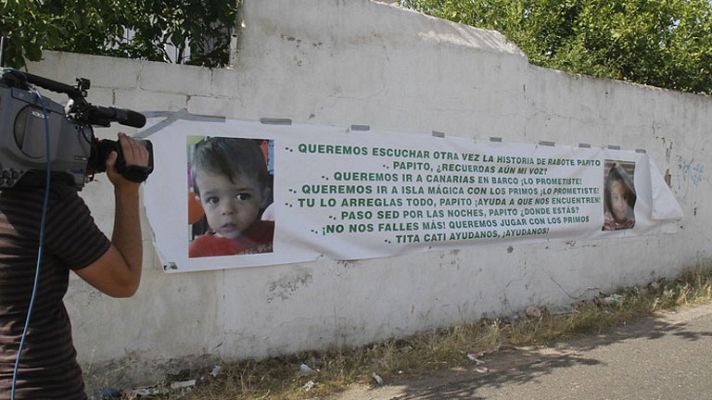 -. QUEREMOS ESCUCHAR OTRA VEZ LA HISTORIA DE RABOTE PAPITO
-. PAPITO, ¿RECUERDAS AÚN MI VOZ?
-. QUEREMOS IR A CANARIAS EN BARCO ¡LO PROMETISTE!
-. QUEREMOS IR A ISLA MÁGICA CON LOS PRIMOS ¡LO PROMETISTE!
-. TU LO ARREGLAS TODO, PAPITO ¡AYUDA A QUE NOS ENCUENTREN!
-. PASO SED POR LAS NOCHES, PAPITO ¿DONDE ESTÁS?
-. ¡NO NOS FALLES MÁS! QUEREMOS JUGAR CON LOS PRIMOS
-. TITA CATI AYUDANOS, ¡AYUDANOS!